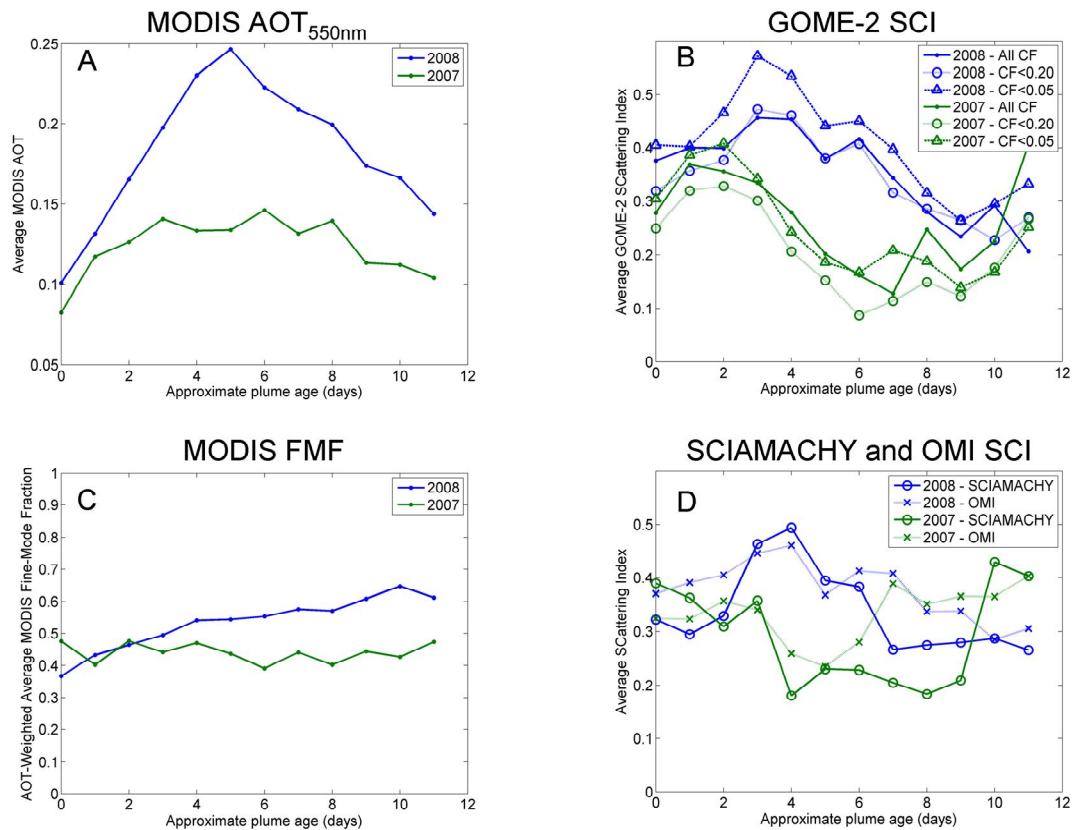 MODIS AOT550nm
A
2008
2007
Average MODIS AOT
0.25
0.2
0.15
0.1
0.05
0 2 4 6 8 10 12
Approximate plume age (days)
GOME-2 SCI
B
2008 - All CF
2008 - CF<0.20
2008 - CF<0.05
2007 - All CF
2007 - CF<0.20
2007 - CF<0.05
Average GOME-2 SCattering Index
0.5
0.4
0.3
0.2
0.1
0
0 2 4 6 8 10 12
Approximate plume age (days)
MODIS FMF
C
2008
2007
AOT-Weighted Average MODIS Fine-Mode Fraction
1
0.9
0.8
0.7
0.6
0.5
0.4
0.3
0.2
0.1
0
0 2 4 6 8 10 12
Approximate plume age (days)
SCIAMACHY and OMI SCI
D
2008 - SCIAMACHY
2008 - OMI
2007 - SCIAMACHY
2007 - OMI
Average SCattering Index
0.5
0.4
0.3
0.2
0.1
0
0 2 4 6 8 10 12
Approximate plume age (days)